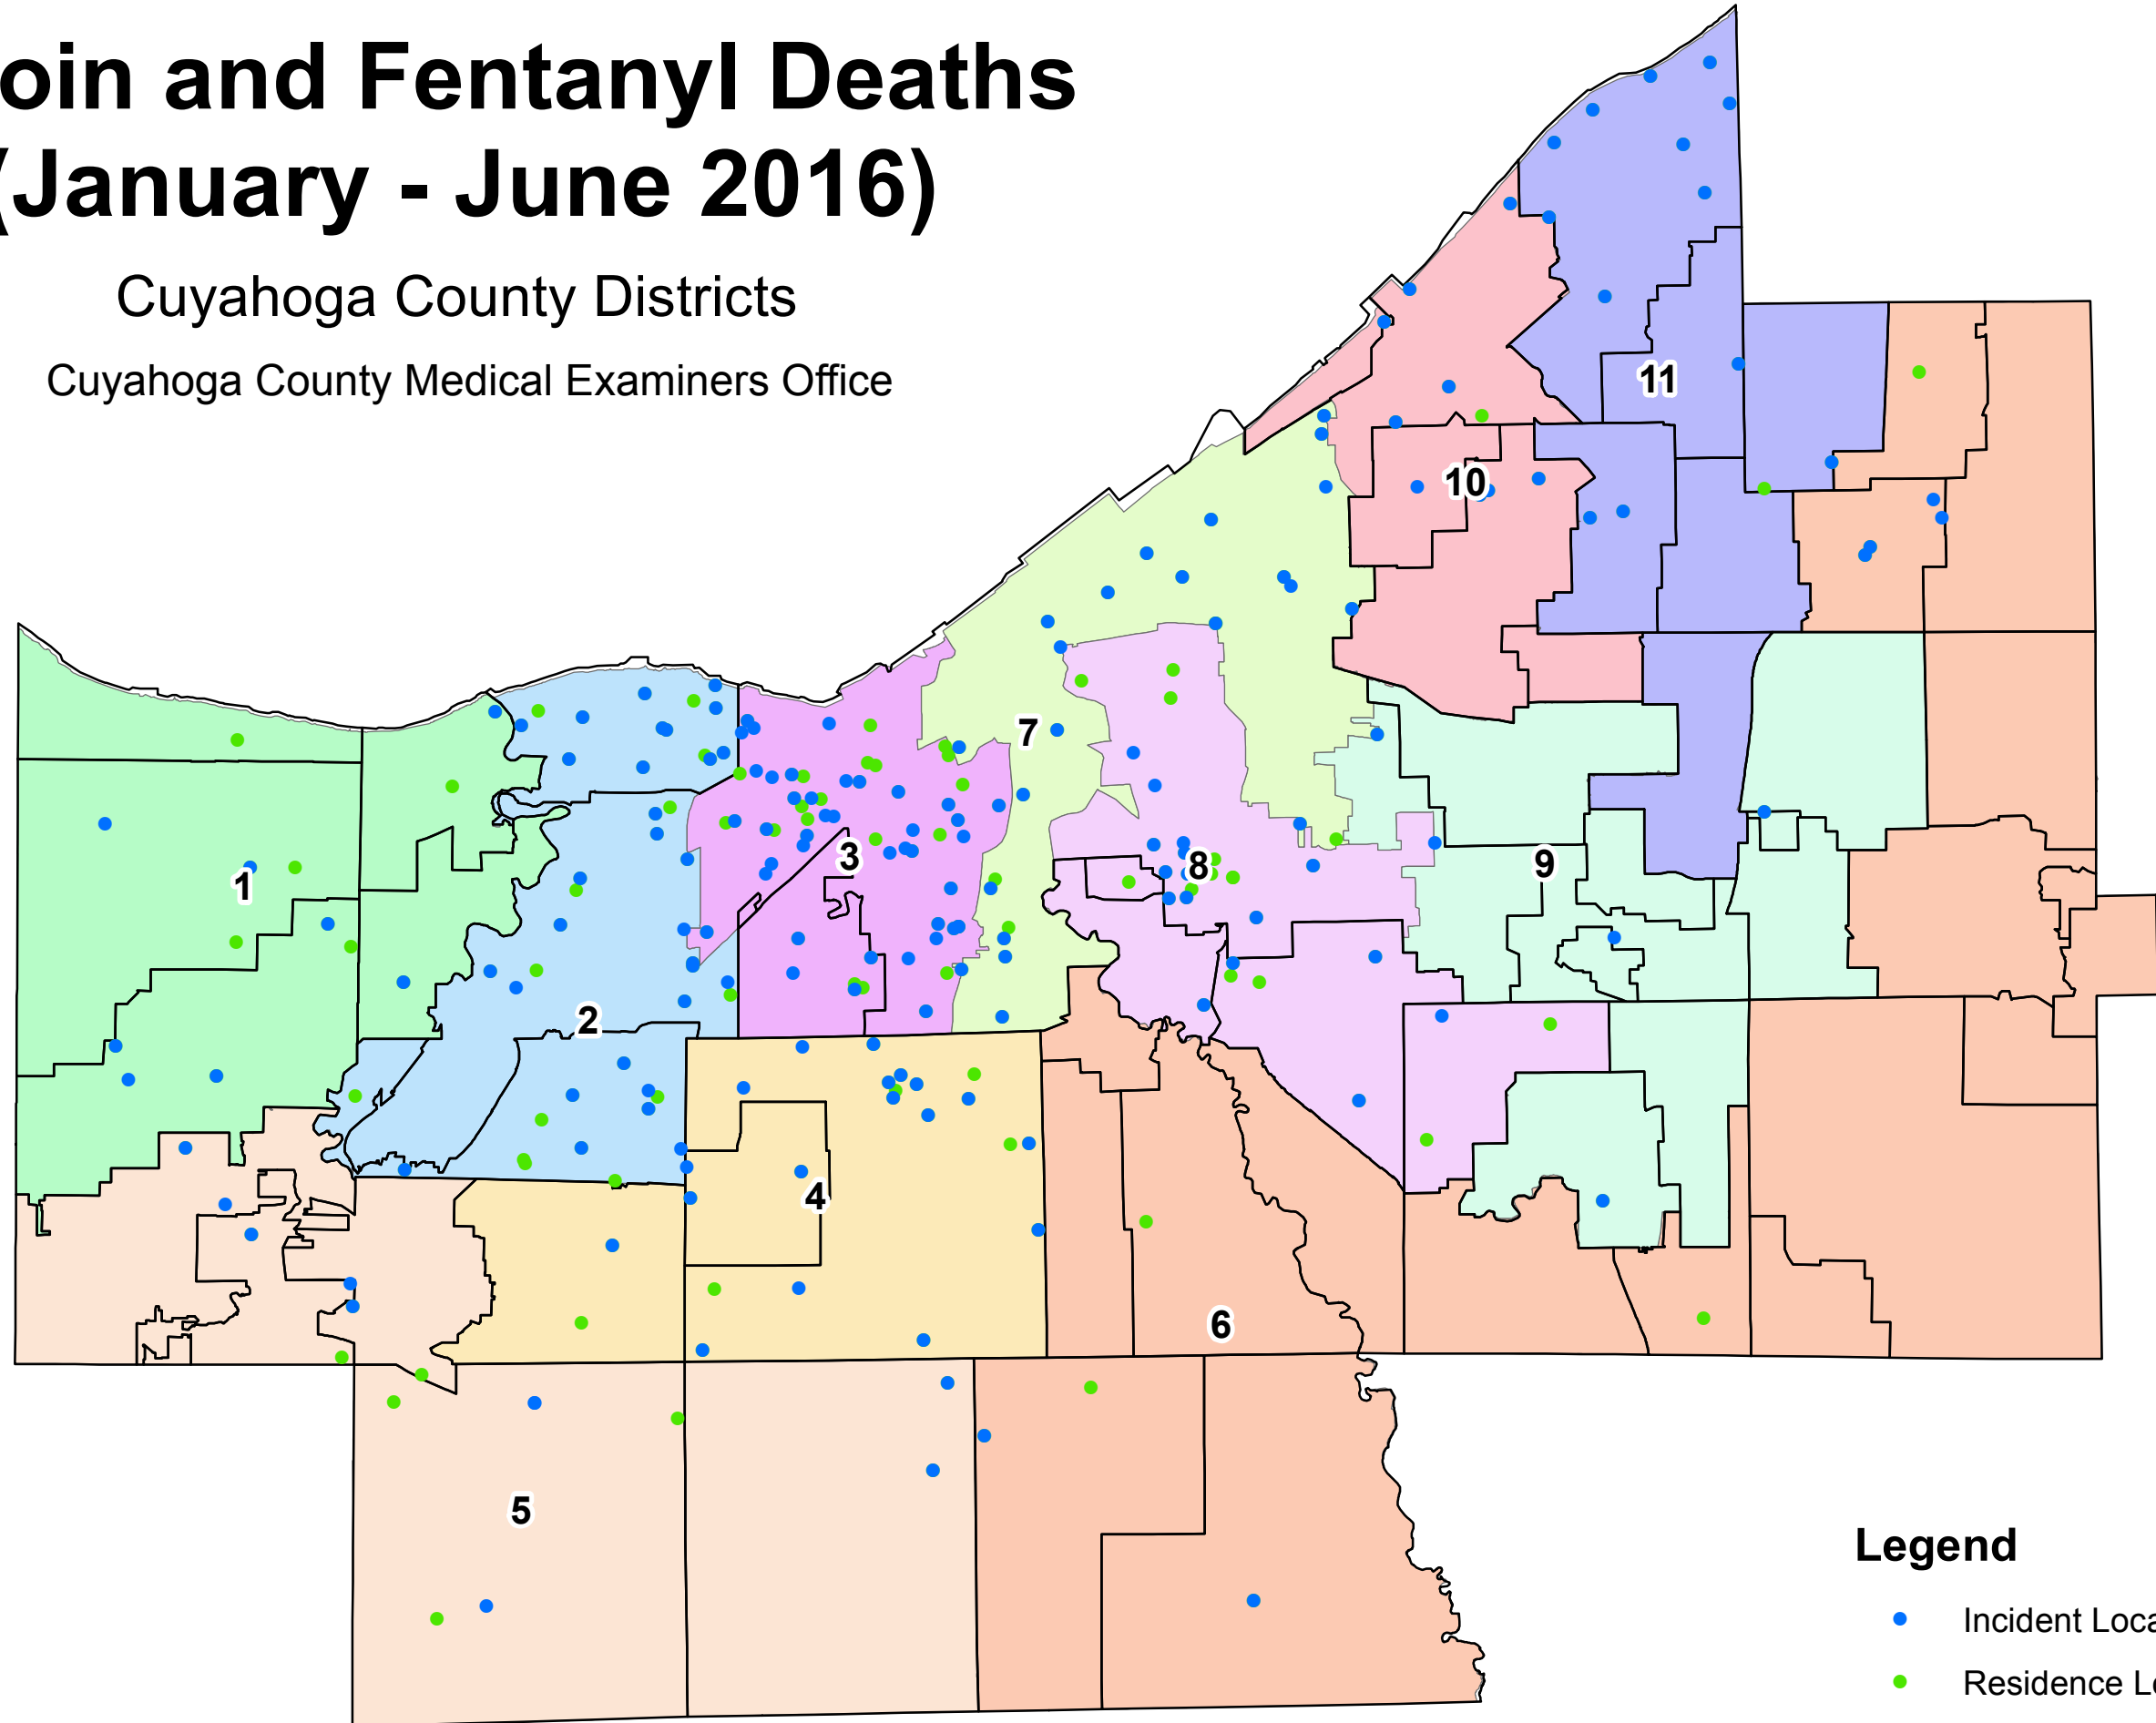 oin and Fentanyl Deaths
(January - June 2016)
Cuyahoga County Districts
Cuyahoga County Medical Examiners Office
11
10
7
3
8
9
1
2
4
6
5
Legend
Incident Loca
Residence Lo